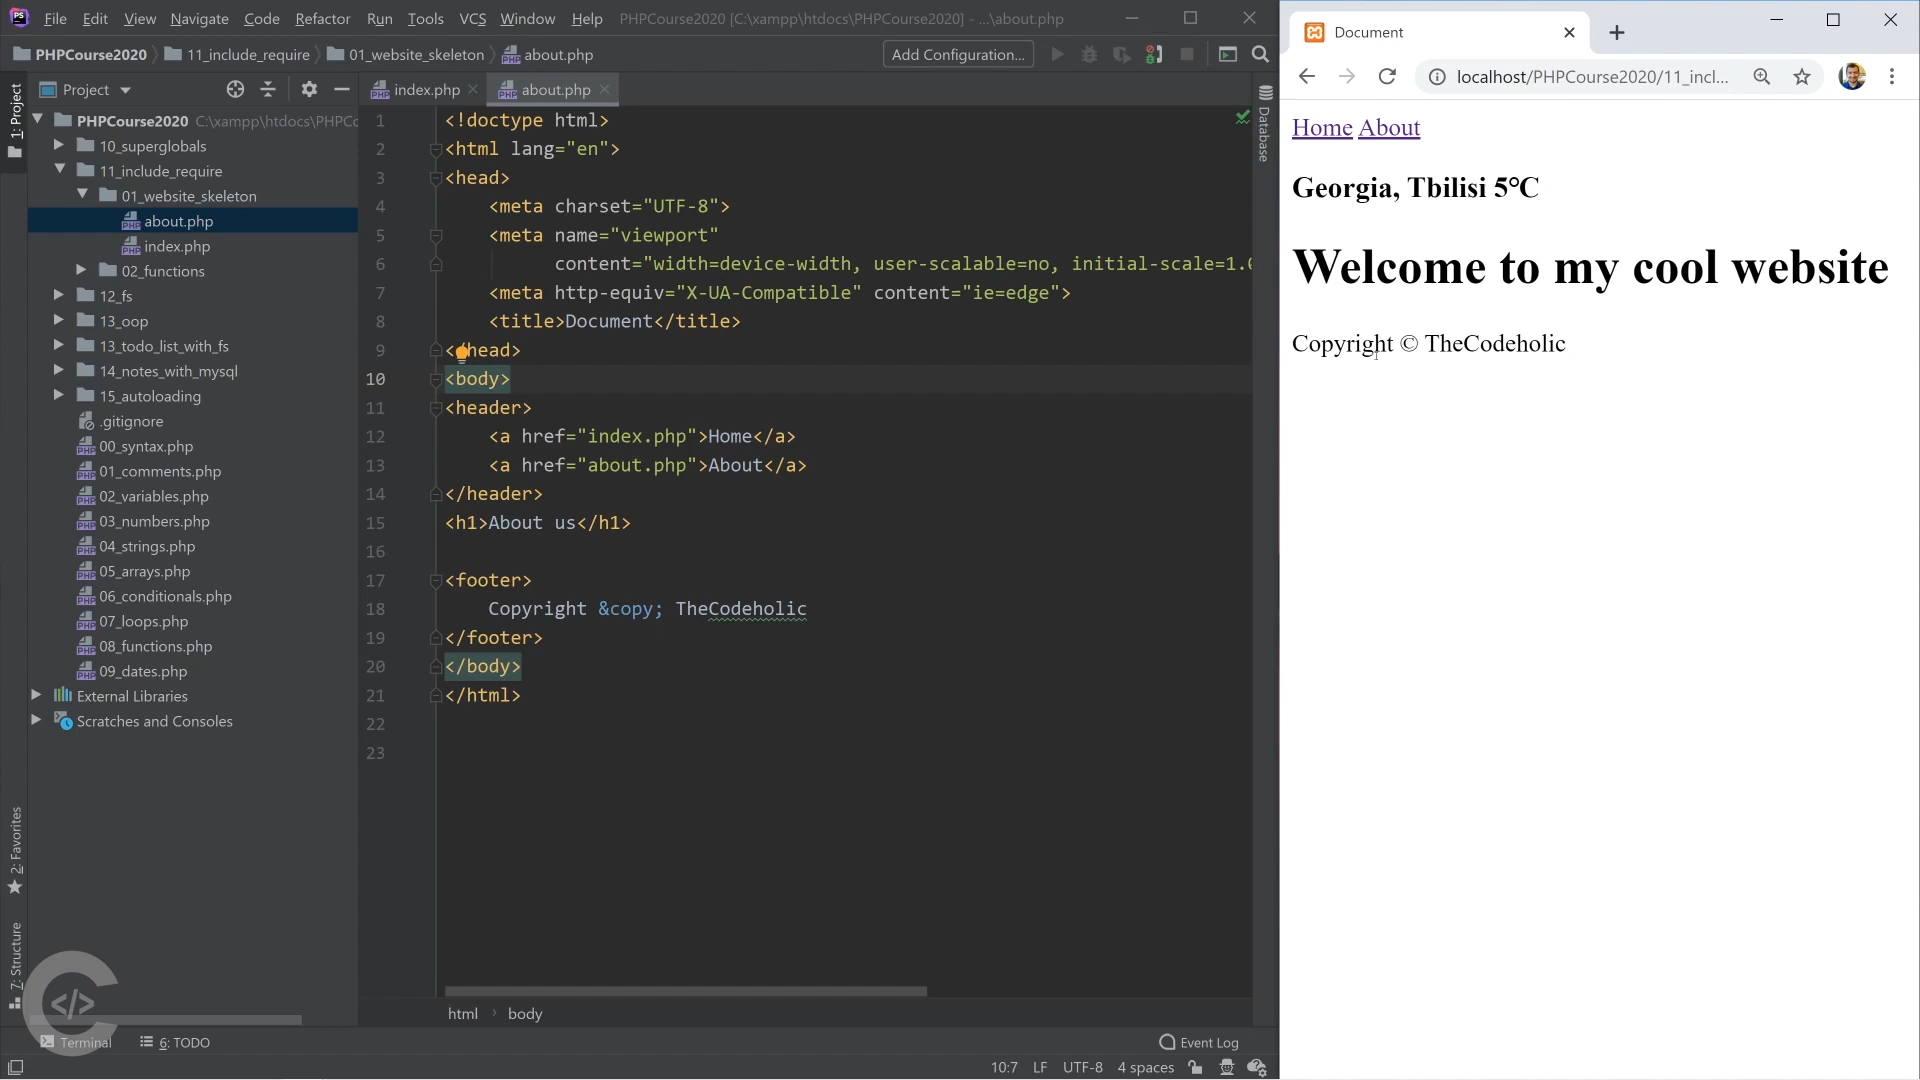 File Edit View Navigate Code Refactor Run Tools VCS Window Help PHPCourse2020 [C:\xampp\htdocs\PHPCourse2020] - ...\about.php
PHPCourse2020 11_include_require 01_website_skeleton about.php Add Configuration...
1: Project
Project
index.php about.php
PHPCourse2020 C:\xampp\htdocs\PHPC
10_superglobals
11_include_require
01_website_skeleton
about.php
index.php
02_functions
12_fs
13_oop
13_todo_list_with_fs
14_notes_with_mysql
15_autoloading
.gitignore
00_syntax.php
01_comments.php
02_variables.php
03_numbers.php
04_strings.php
05_arrays.php
06_conditionals.php
07_loops.php
08_functions.php
09_dates.php
External Libraries
Scratches and Consoles
2: Favorites
7: Structure
1 <!doctype html>
2 <html lang="en">
3 <head>
4 <meta charset="UTF-8">
5 <meta name="viewport"
6 content="width=device-width, user-scalable=no, initial-scale=1.0
7 <meta http-equiv="X-UA-Compatible" content="ie=edge">
8 <title>Document</title>
9 </head>
10 <body>
11 <header>
12 <a href="index.php">Home</a>
13 <a href="about.php">About</a>
14 </header>
15 <h1>About us</h1>
16
17 <footer>
18 Copyright &copy; TheCodeholic
19 </footer>
20 </body>
21 </html>
22
23
html › body
Database
Terminal 6: TODO Event Log
10:7 LF UTF-8 4 spaces
Document
localhost/PHPCourse2020/11_incl...
Home About
Georgia, Tbilisi 5°C
Welcome to my cool website
Copyright © TheCodeholic